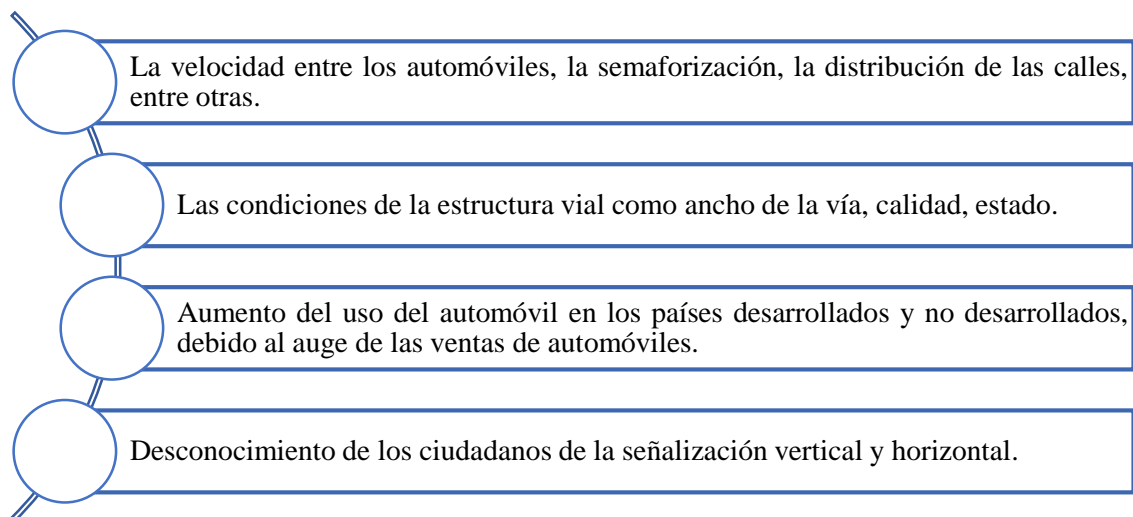 La velocidad entre los automóviles, la semaforización, la distribución de las calles,
entre otras.
Las condiciones de la estructura vial como ancho de la vía, calidad, estado.
Aumento del uso del automóvil en los países desarrollados y no desarrollados,
debido al auge de las ventas de automóviles.
Desconocimiento de los ciudadanos de la señalización vertical y horizontal.